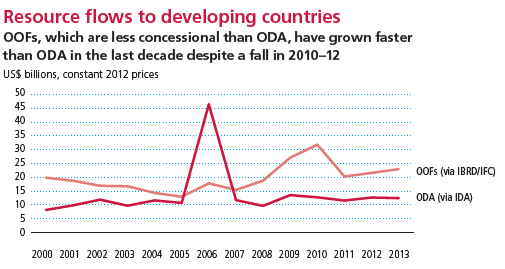 Resource flows to developing countries
OOFs, which are less concessional than ODA, have grown faster
than ODA in the last decade despite a fall in 2010–12
US$ billions, constant 2012 prices
50
45
40
35
30
25
20
15
10
5
0
OOFs (via IBRD/IFC)
ODA (via IDA)
2000 2001 2002 2003 2004 2005 2006 2007 2008 2009 2010 2011 2012 2013